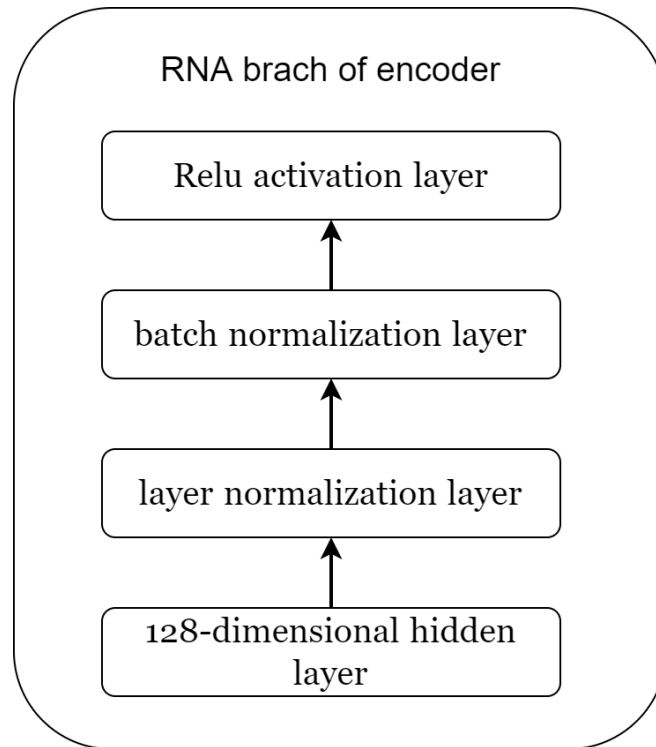 RNA brach of encoder
Relu activation layer
batch normalization layer
layer normalization layer
128-dimensional hidden
layer